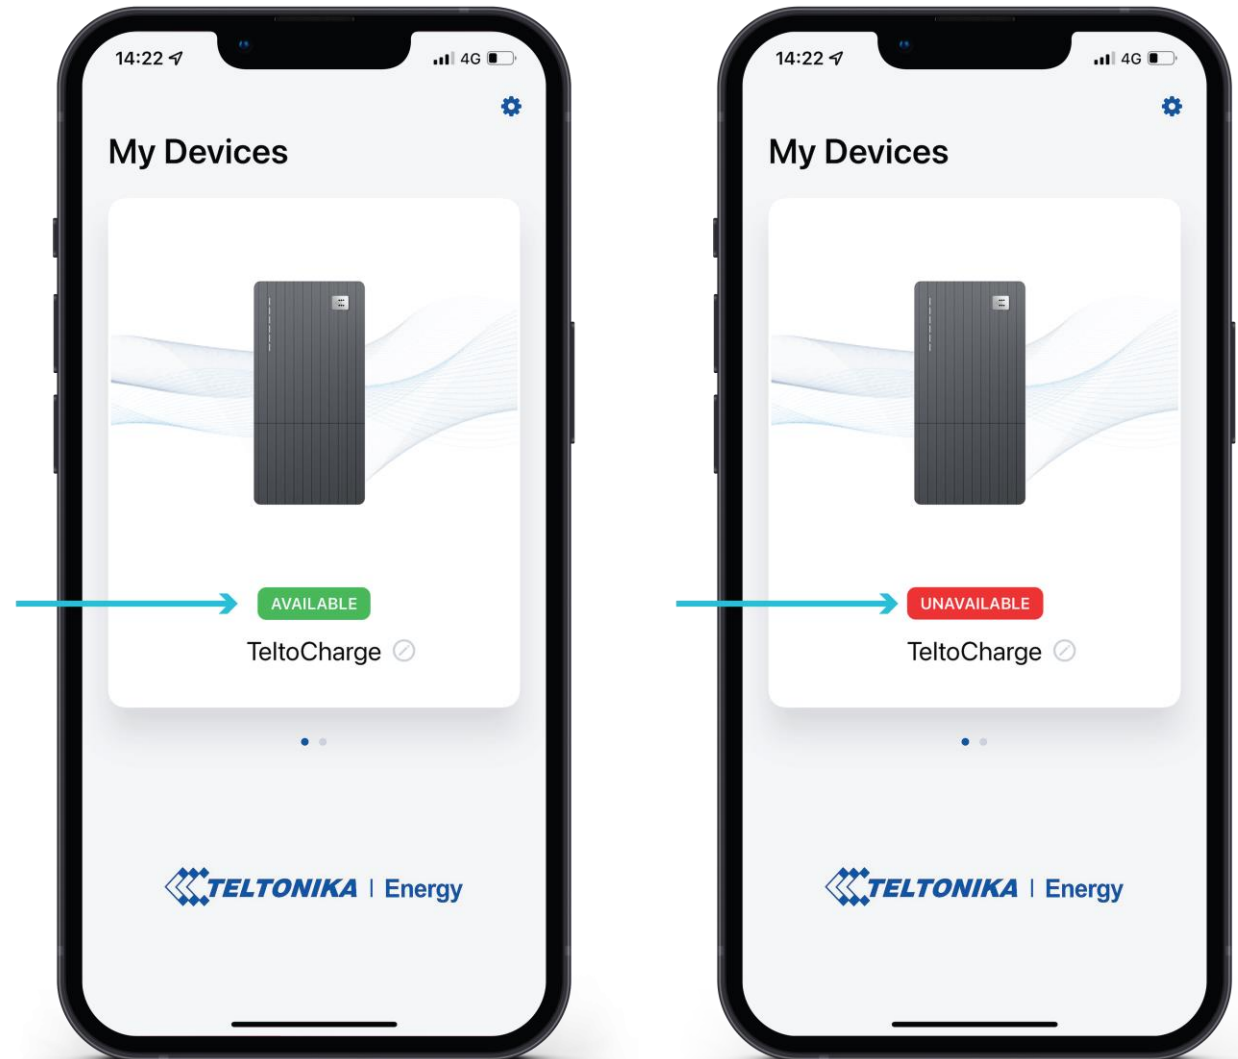 14:22
4G
My Devices
AVAILABLE
TeltoCharge
TELTONIKA | Energy
14:22
4G
My Devices
UNAVAILABLE
TeltoCharge
TELTONIKA | Energy